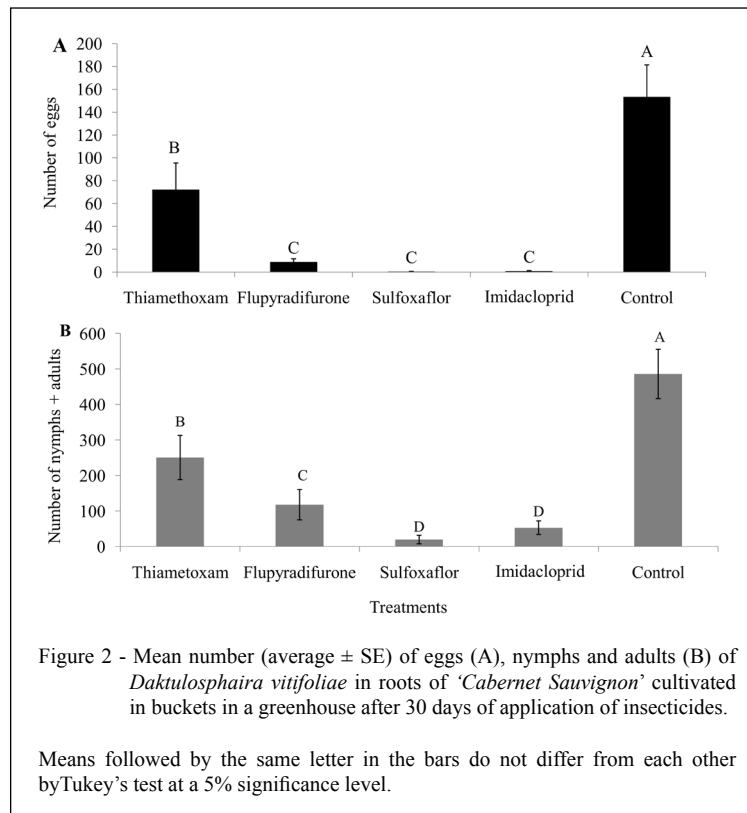 A
Number of eggs
200
180
160
140
120
100
80
60
40
20
0
B
C
C
C
A
Thiamethoxam Flupyradifurone Sulfoxaflor Imidacloprid Control
B
Number of nymphs + adults
600
500
400
300
200
100
0
B
C
D
D
A
Thiametoxam Flupyradifurone Sulfoxaflor Imidacloprid Control
Treatments
Figure 2 - Mean number (average ± SE) of eggs (A), nymphs and adults (B) of
Daktulosphaira vitifoliae in roots of ‘Cabernet Sauvignon’ cultivated
in buckets in a greenhouse after 30 days of application of insecticides.
Means followed by the same letter in the bars do not differ from each other
byTukey’s test at a 5% significance level.